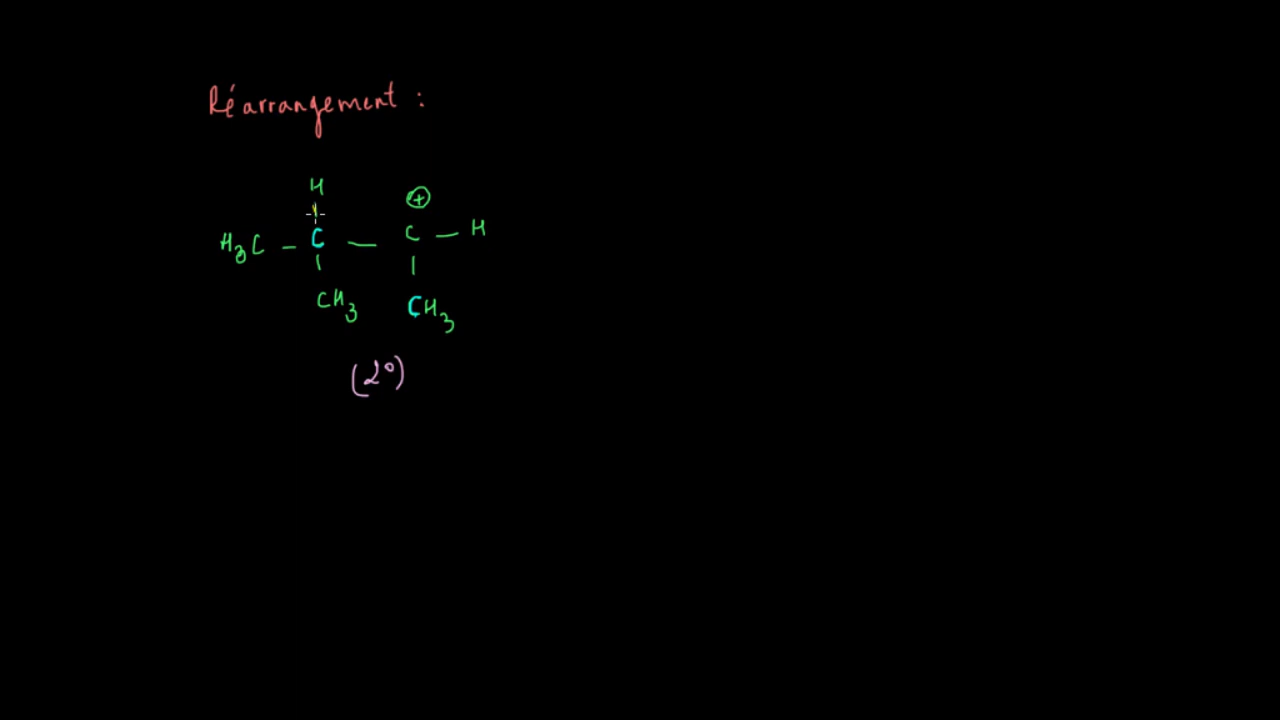 Réarrangement :
H ⊕
H₃C – C — C — H
CH₃ CH₃
(2°)